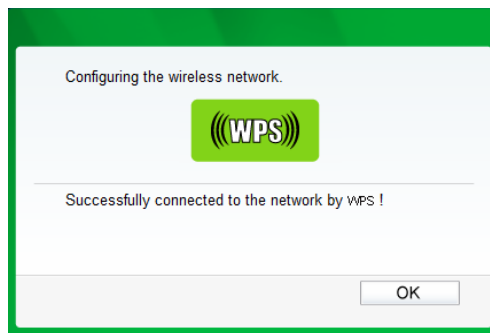 Configuring the wireless network.
(((WPS)))
Successfully connected to the network by WPS !
OK